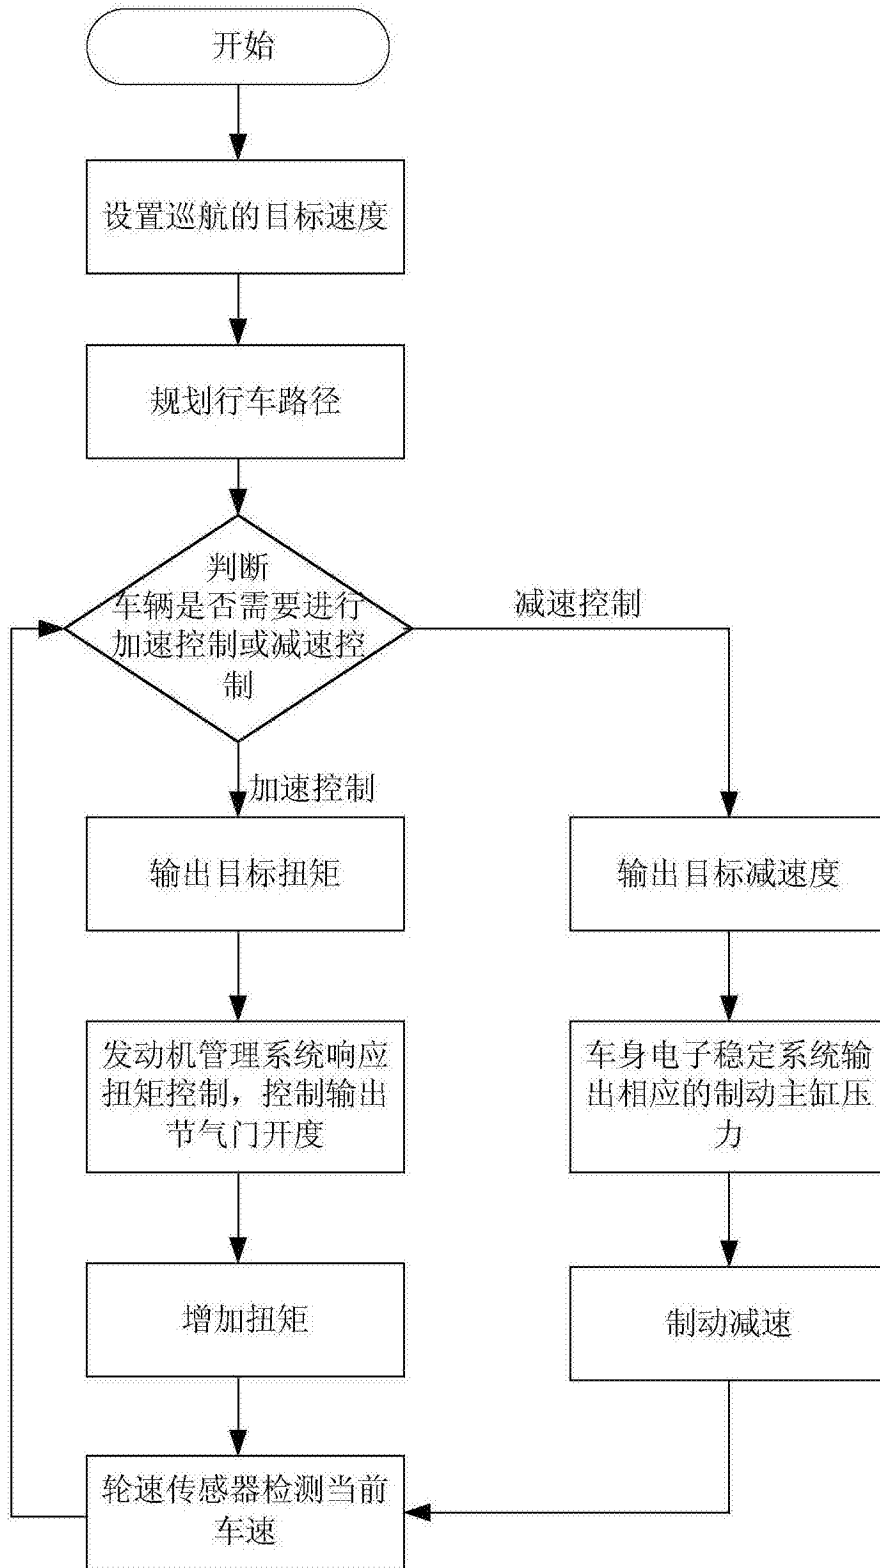 开始
设置巡航的目标速度
规划行车路径
判断
车辆是否需要进行
加速控制或减速控
制
减速控制
加速控制
输出目标扭矩
输出目标减速度
发动机管理系统响应
扭矩控制，控制输出
节气门开度
车身电子稳定系统输
出相应的制动主缸压
力
增加扭矩
制动减速
轮速传感器检测当前
车速